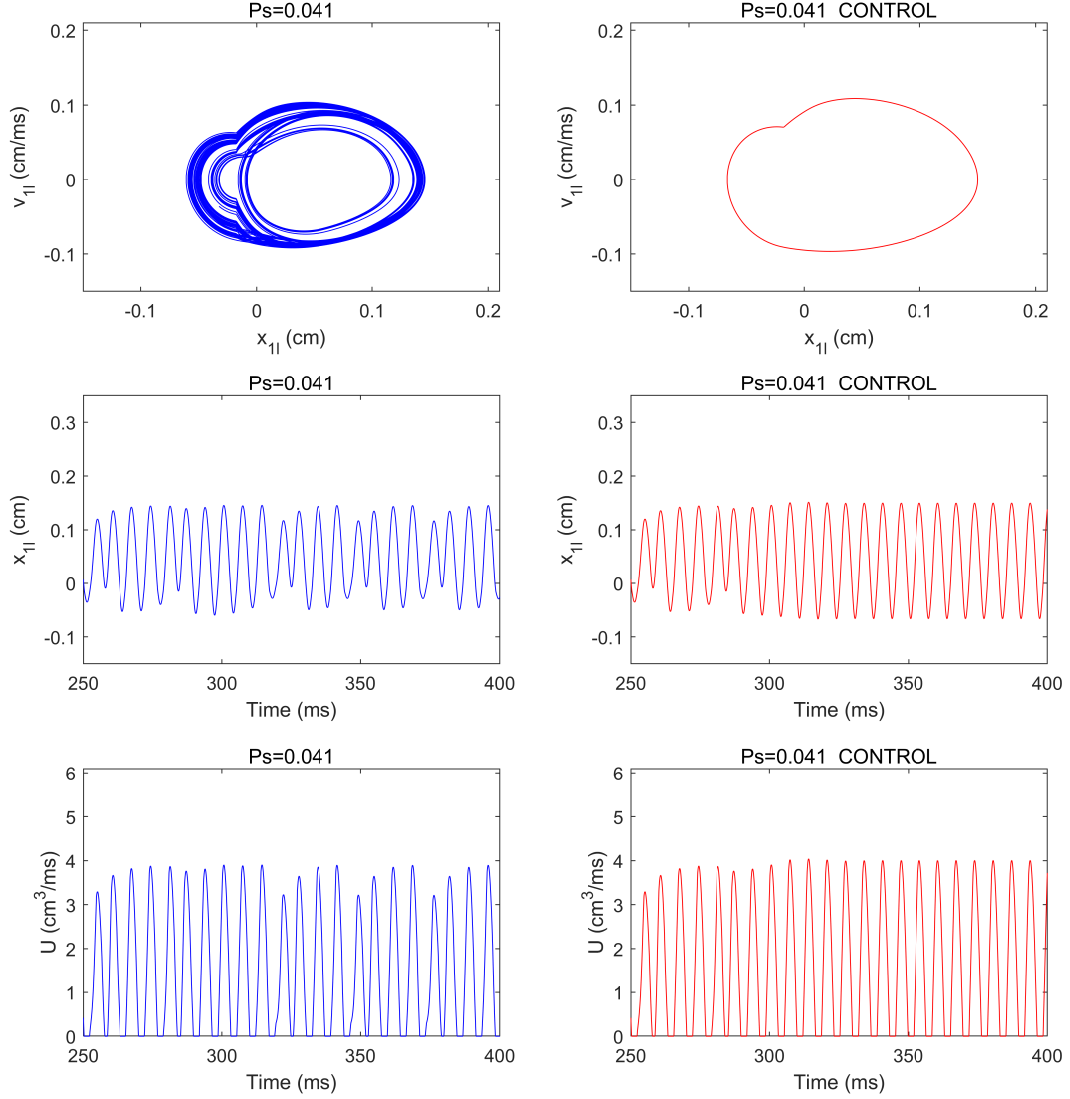 Ps=0.041
0.2
0.1
0
-0.1
v1l (cm/ms)
-0.1 0 0.1 0.2
x1l (cm)
Ps=0.041 CONTROL
0.2
0.1
0
-0.1
v1l (cm/ms)
-0.1 0 0.1 0.2
x1l (cm)
Ps=0.041
0.3
0.2
0.1
0
-0.1
x1l (cm)
250 300 350 400
Time (ms)
Ps=0.041 CONTROL
0.3
0.2
0.1
0
-0.1
x1l (cm)
250 300 350 400
Time (ms)
Ps=0.041
6
5
4
3
2
1
0
U (cm³/ms)
250 300 350 400
Time (ms)
Ps=0.041 CONTROL
6
5
4
3
2
1
0
U (cm³/ms)
250 300 350 400
Time (ms)